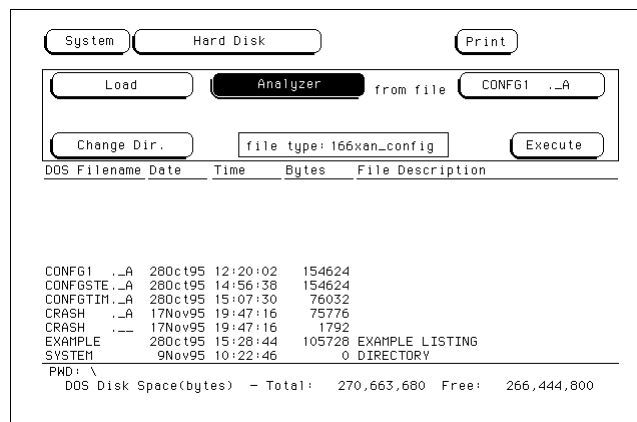 System Hard Disk Print
Load Analyzer from file CONFG1 ._A
Change Dir. file type: 166xan_config Execute
DOS Filename Date Time Bytes File Description
CONFG1 ._A 28Oct95 12:20:02 154624
CONFGSTE._A 28Oct95 14:56:38 154624
CONFGTIM._A 28Oct95 15:07:30 76032
CRASH ._A 17Nov95 19:47:16 75776
CRASH .__ 17Nov95 19:47:16 1792
EXAMPLE 28Oct95 15:28:44 105728 EXAMPLE LISTING
SYSTEM 9Nov95 10:22:46 0 DIRECTORY
PWD: \
DOS Disk Space(bytes) – Total: 270,663,680 Free: 266,444,800